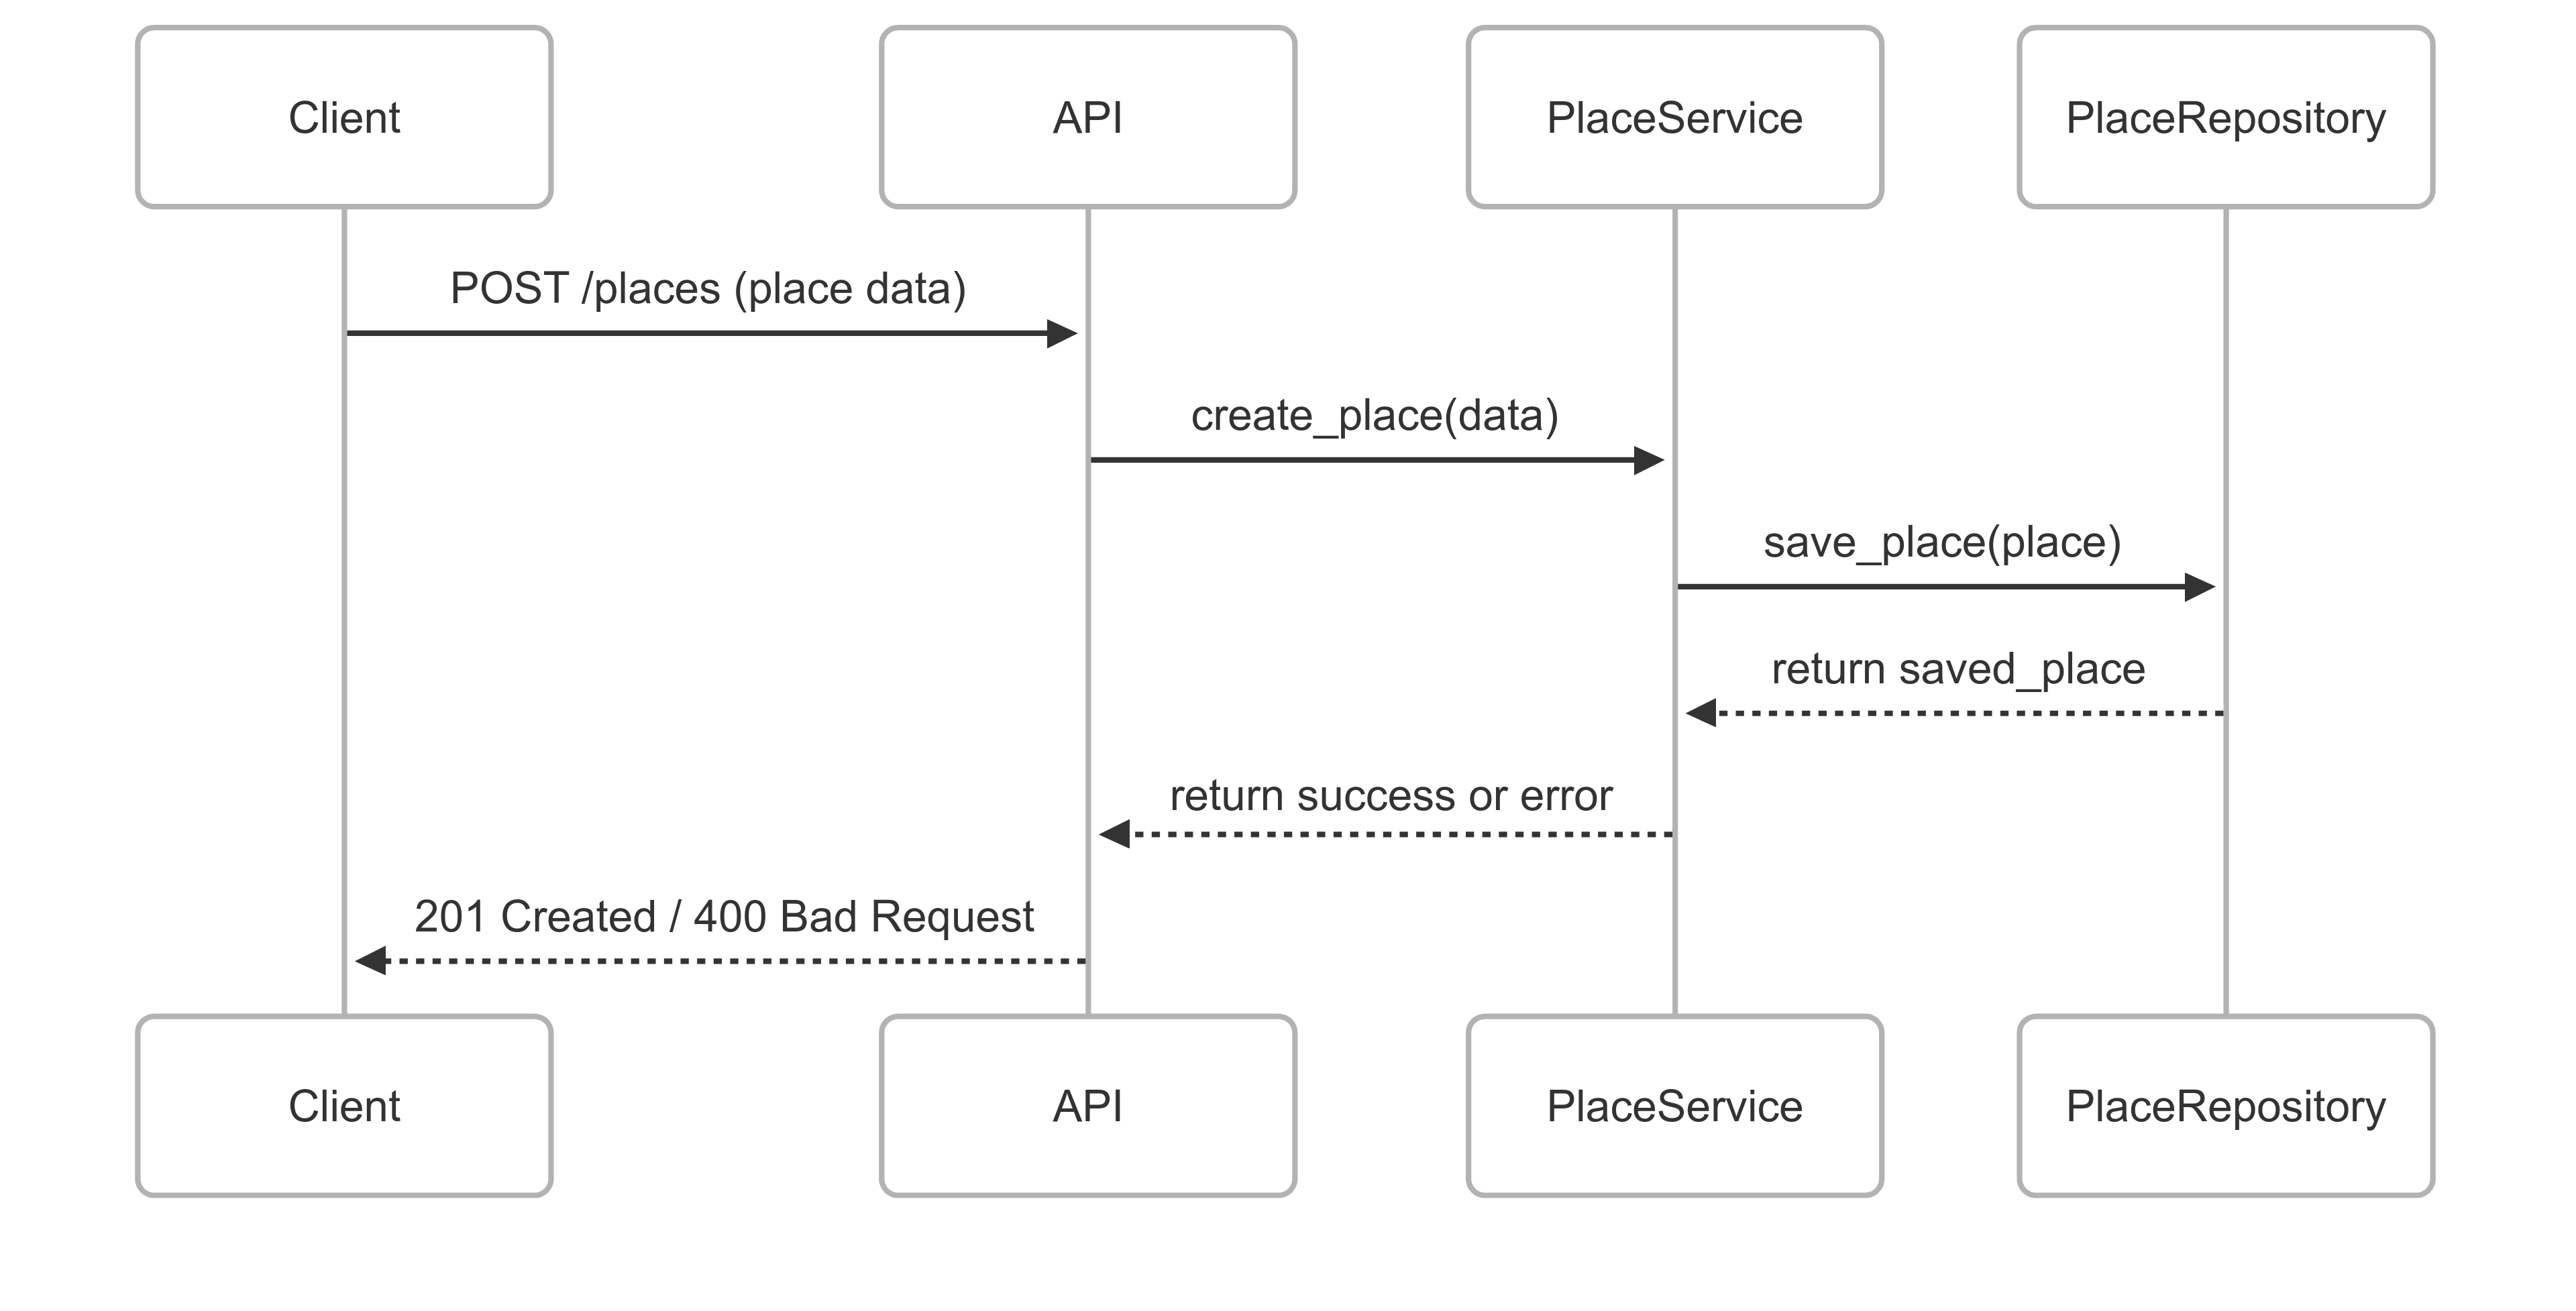 Client
API
PlaceService
PlaceRepository
POST /places (place data)
create_place(data)
save_place(place)
return saved_place
return success or error
201 Created / 400 Bad Request
Client
API
PlaceService
PlaceRepository